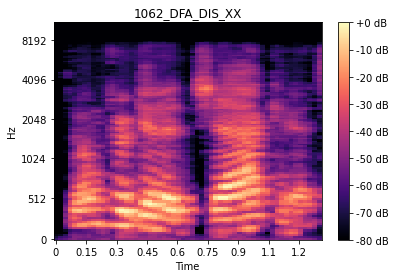 1062_DFA_DIS_XX
+0 dB
8192
-10 dB
4096
-20 dB
-30 dB
2048
Hz
-40 dB
1024
-50 dB
512
-60 dB
-70 dB
0
-80 dB
0 0.15 0.3 0.45 0.6 0.75 0.9 1.1 1.2
Time